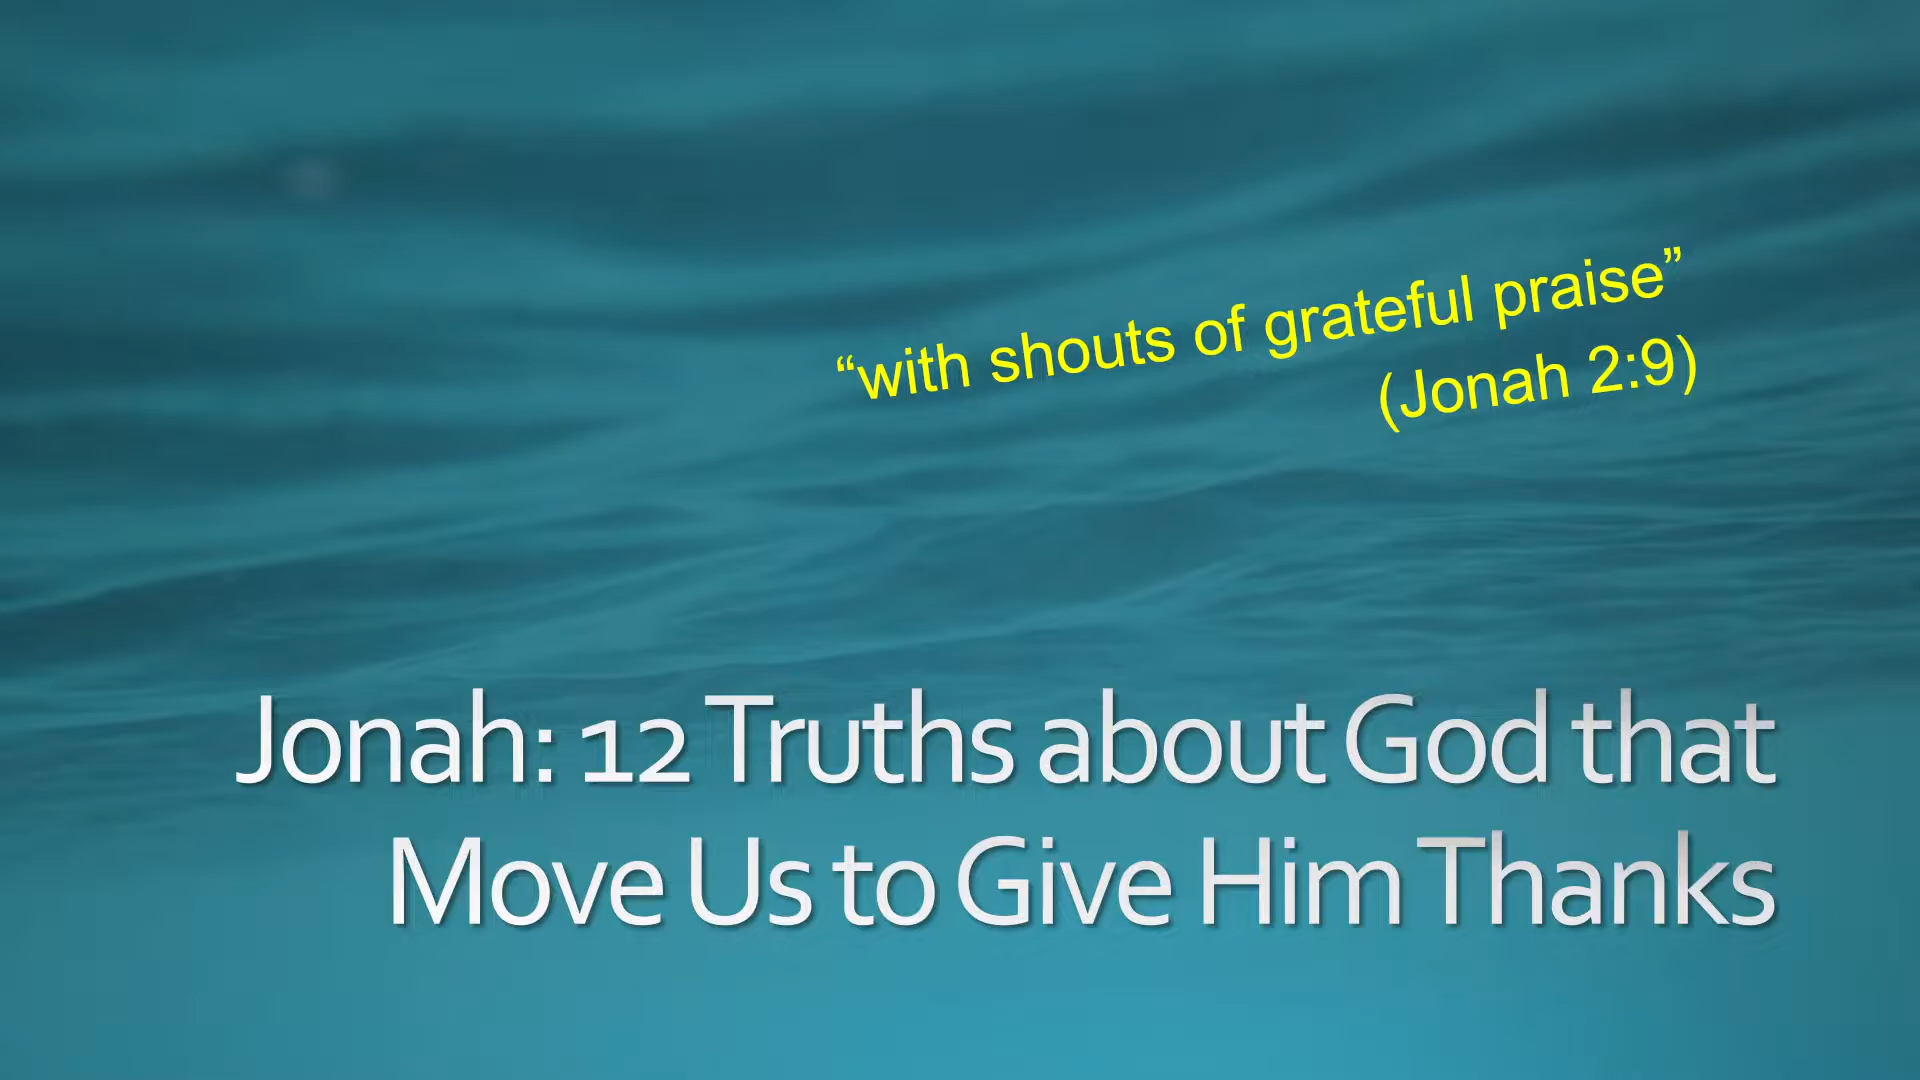 “with shouts of grateful praise”
(Jonah 2:9)
Jonah: 12 Truths about God that
Move Us to Give Him Thanks